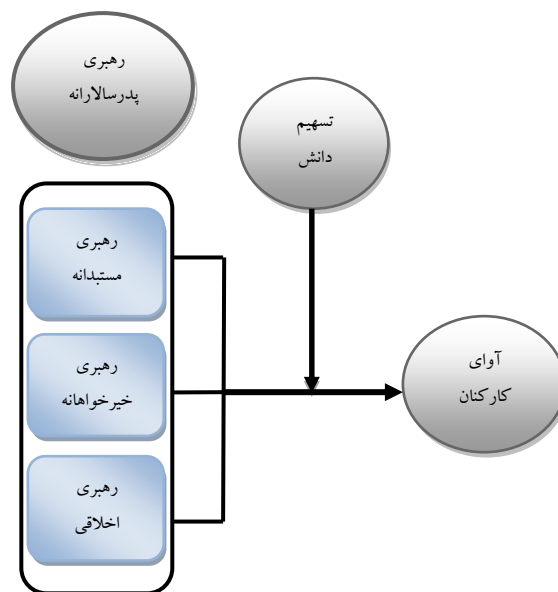 رهبری
پدرسالارانه
تسهیم
دانش
رهبری
مستبدانه
رهبری
خیرخواهانه
آوای
کارکنان
رهبری
اخلاقی